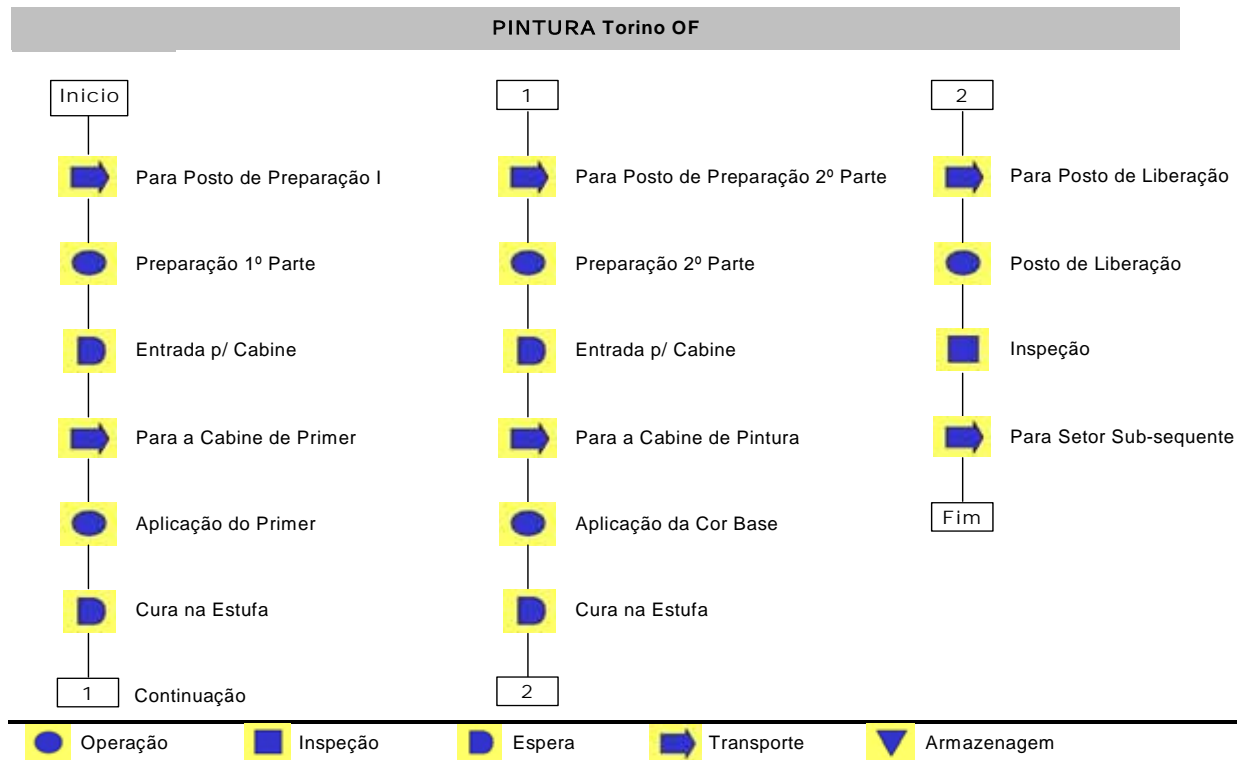 PINTURA Torino OF
Inicio
Para Posto de Preparação I
Preparação 1º Parte
Entrada p/ Cabine
Para a Cabine de Primer
Aplicação do Primer
Cura na Estufa
1 Continuação
1
Para Posto de Preparação 2º Parte
Preparação 2º Parte
Entrada p/ Cabine
Para a Cabine de Pintura
Aplicação da Cor Base
Cura na Estufa
2
2
Para Posto de Liberação
Posto de Liberação
Inspeção
Para Setor Sub-sequente
Fim
Operação Inspeção Espera Transporte Armazenagem